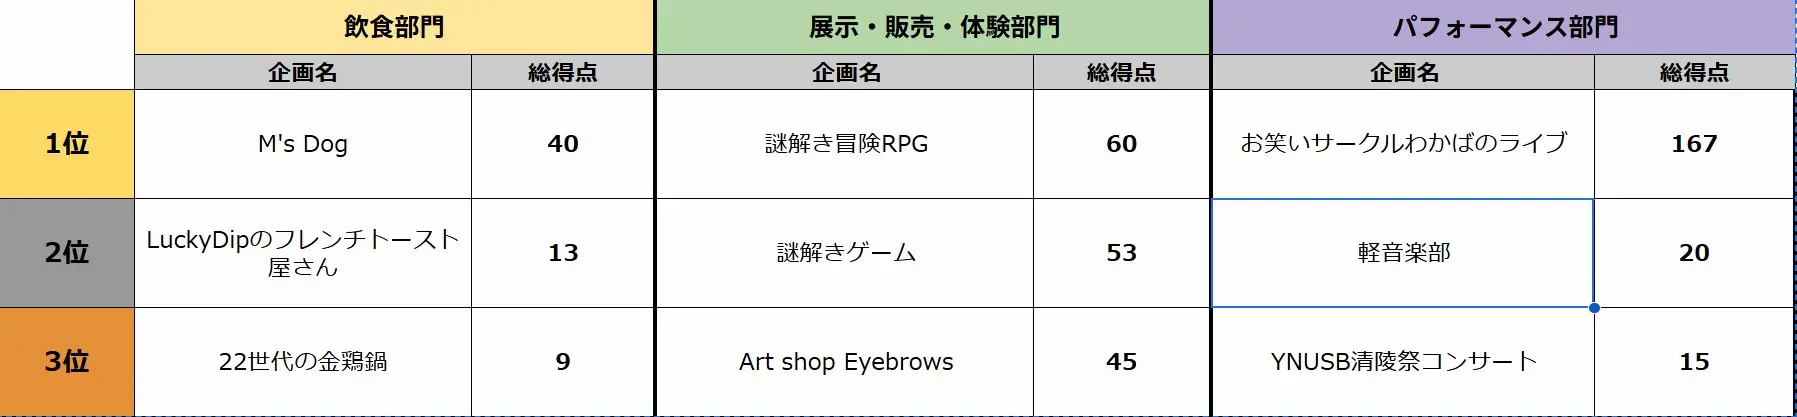 飲食部門 展示・販売・体験部門 パフォーマンス部門
企画名 総得点 企画名 総得点 企画名 総得点
1位 M's Dog 40 謎解き冒険RPG 60 お笑いサークルわかばのライブ 167
2位 LuckyDipのフレンチトースト
屋さん 13 謎解きゲーム 53 軽音楽部 20
3位 22世代の金鶏鍋 9 Art shop Eyebrows 45 YNUSB清陵祭コンサート 15